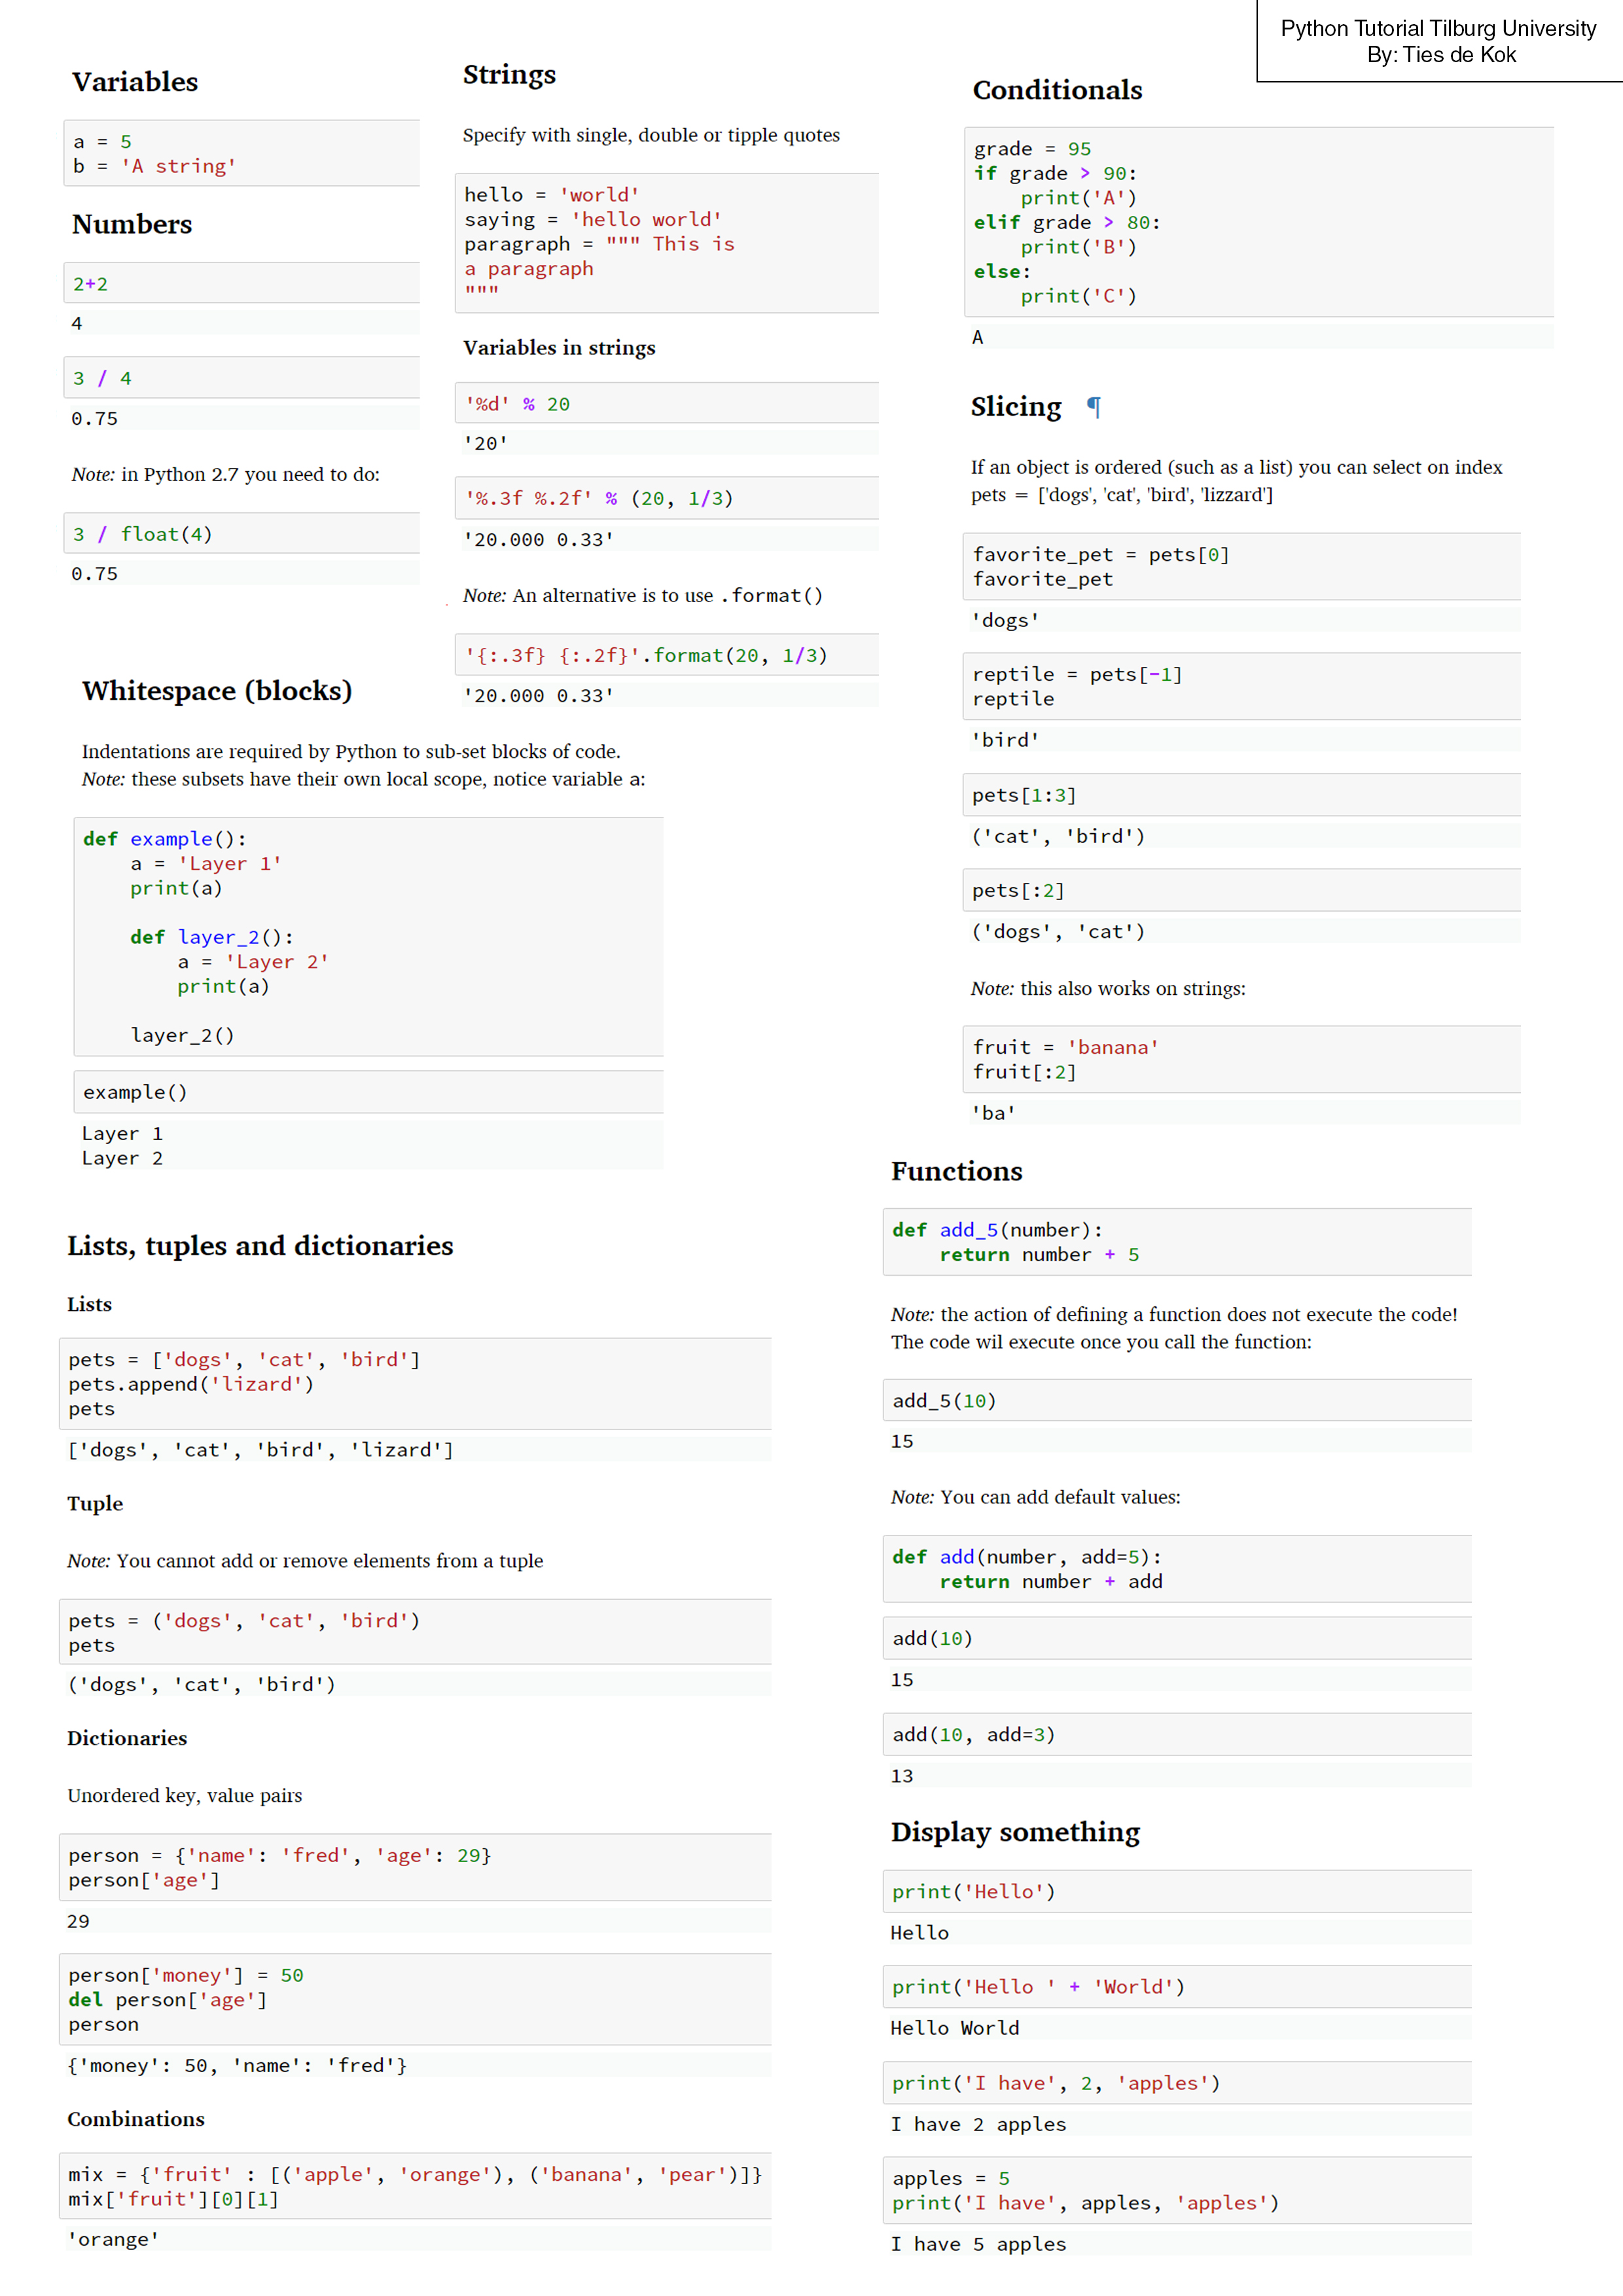 Python Tutorial Tilburg University
By: Ties de Kok
Variables
a = 5
b = 'A string'
Numbers
2+2
4
3 / 4
0.75
Note: in Python 2.7 you need to do:
3 / float(4)
0.75
Strings
Specify with single, double or tipple quotes
hello = 'world'
saying = 'hello world'
paragraph = """ This is
a paragraph
"""
Variables in strings
'%d' % 20
'20'
'%.3f %.2f' % (20, 1/3)
'20.000 0.33'
Note: An alternative is to use .format()
'{:.3f} {:.2f}'.format(20, 1/3)
'20.000 0.33'
Whitespace (blocks)
Indentations are required by Python to sub-set blocks of code.
Note: these subsets have their own local scope, notice variable a:
def example():
    a = 'Layer 1'
    print(a)
    def layer_2():
        a = 'Layer 2'
        print(a)
    layer_2()
example()
Layer 1
Layer 2
Lists, tuples and dictionaries
Lists
pets = ['dogs', 'cat', 'bird']
pets.append('lizard')
pets
['dogs', 'cat', 'bird', 'lizard']
Tuple
Note: You cannot add or remove elements from a tuple
pets = ('dogs', 'cat', 'bird')
pets
('dogs', 'cat', 'bird')
Dictionaries
Unordered key, value pairs
person = {'name': 'fred', 'age': 29}
person['age']
29
person['money'] = 50
del person['age']
person
{'money': 50, 'name': 'fred'}
Combinations
mix = {'fruit' : [('apple', 'orange'), ('banana', 'pear')]}
mix['fruit'][0][1]
'orange'
Conditionals
grade = 95
if grade > 90:
    print('A')
elif grade > 80:
    print('B')
else:
    print('C')
A
Slicing ¶
If an object is ordered (such as a list) you can select on index
pets = ['dogs', 'cat', 'bird', 'lizzard']
favorite_pet = pets[0]
favorite_pet
'dogs'
reptile = pets[-1]
reptile
'bird'
pets[1:3]
('cat', 'bird')
pets[:2]
('dogs', 'cat')
Note: this also works on strings:
fruit = 'banana'
fruit[:2]
'ba'
Functions
def add_5(number):
    return number + 5
Note: the action of defining a function does not execute the code!
The code wil execute once you call the function:
add_5(10)
15
Note: You can add default values:
def add(number, add=5):
    return number + add
add(10)
15
add(10, add=3)
13
Display something
print('Hello')
Hello
print('Hello ' + 'World')
Hello World
print('I have', 2, 'apples')
I have 2 apples
apples = 5
print('I have', apples, 'apples')
I have 5 apples